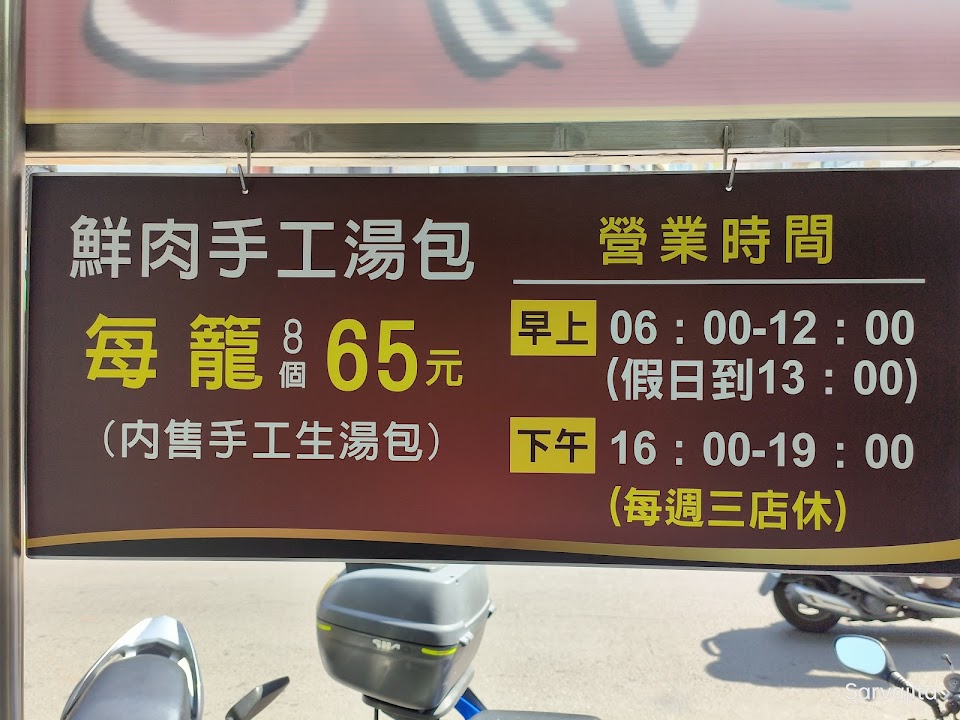 鮮肉手工湯包
每籠8個65元
(內售手工生湯包)
營業時間
早上 06:00-12:00
(假日到13:00)
下午 16:00-19:00
(每週三店休)